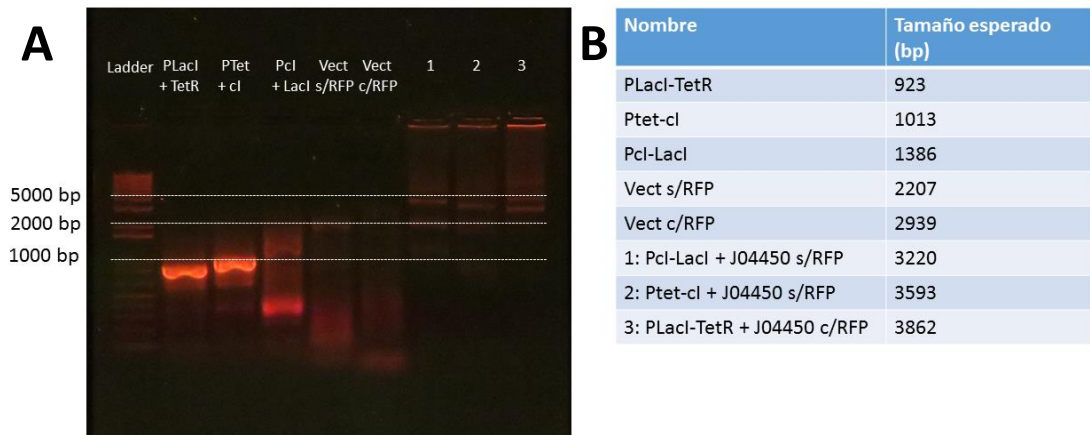 A
Ladder PLacI + TetR PTet + cI PcI + LacI Vect s/RFP Vect c/RFP 1 2 3
5000 bp
2000 bp
1000 bp
B
Nombre Tamaño esperado (bp)
PLacI-TetR 923
Ptet-cI 1013
PcI-LacI 1386
Vect s/RFP 2207
Vect c/RFP 2939
1: PcI-LacI + J04450 s/RFP 3220
2: Ptet-cI + J04450 s/RFP 3593
3: PLacI-TetR + J04450 c/RFP 3862